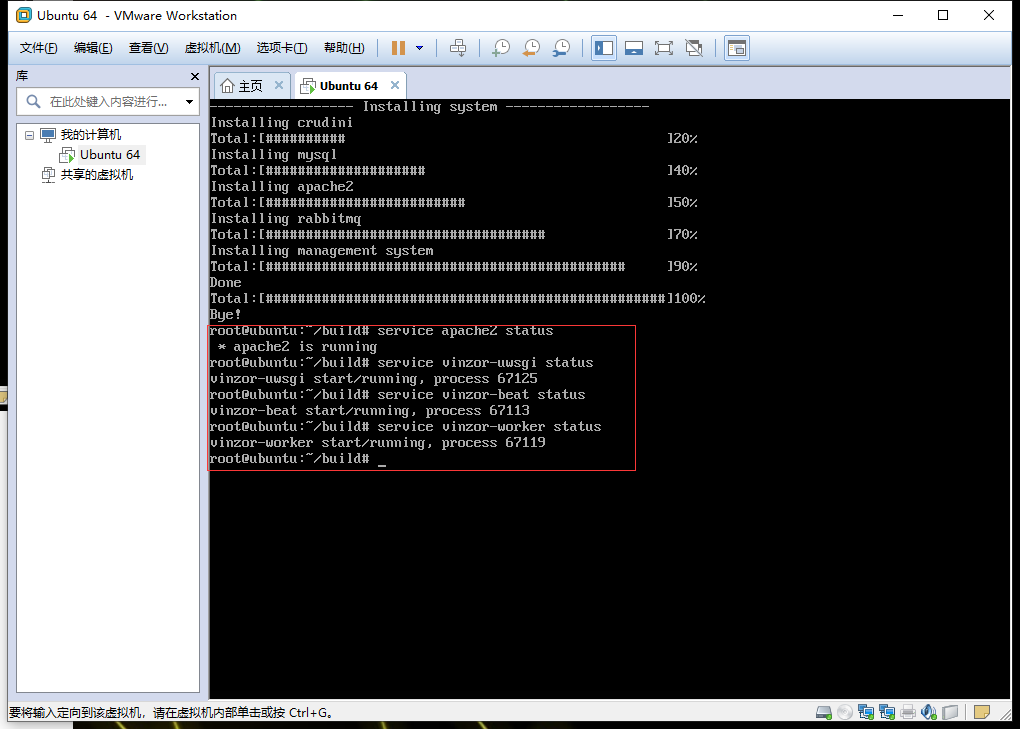 Ubuntu 64 - VMware Workstation
文件(F) 编辑(E) 查看(V) 虚拟机(M) 选项卡(T) 帮助(H)
库
在此处键入内容进行...
我的计算机
Ubuntu 64
共享的虚拟机
主页 Ubuntu 64
------------------ Installing system ------------------
Installing crudini
Total:[########## ]20%
Installing mysql
Total:[#################### ]40%
Installing apache2
Total:[######################### ]50%
Installing rabbitmq
Total:[################################### ]70%
Installing management system
Total:[############################################# ]90%
Done
Total:[##################################################]100%
Bye!
root@ubuntu:~/build# service apache2 status
* apache2 is running
root@ubuntu:~/build# service vinzor-uwsgi status
vinzor-uwsgi start/running, process 67125
root@ubuntu:~/build# service vinzor-beat status
vinzor-beat start/running, process 67113
root@ubuntu:~/build# service vinzor-worker status
vinzor-worker start/running, process 67119
root@ubuntu:~/build# _
要将输入定向到该虚拟机，请在虚拟机内部单击或按 Ctrl+G。